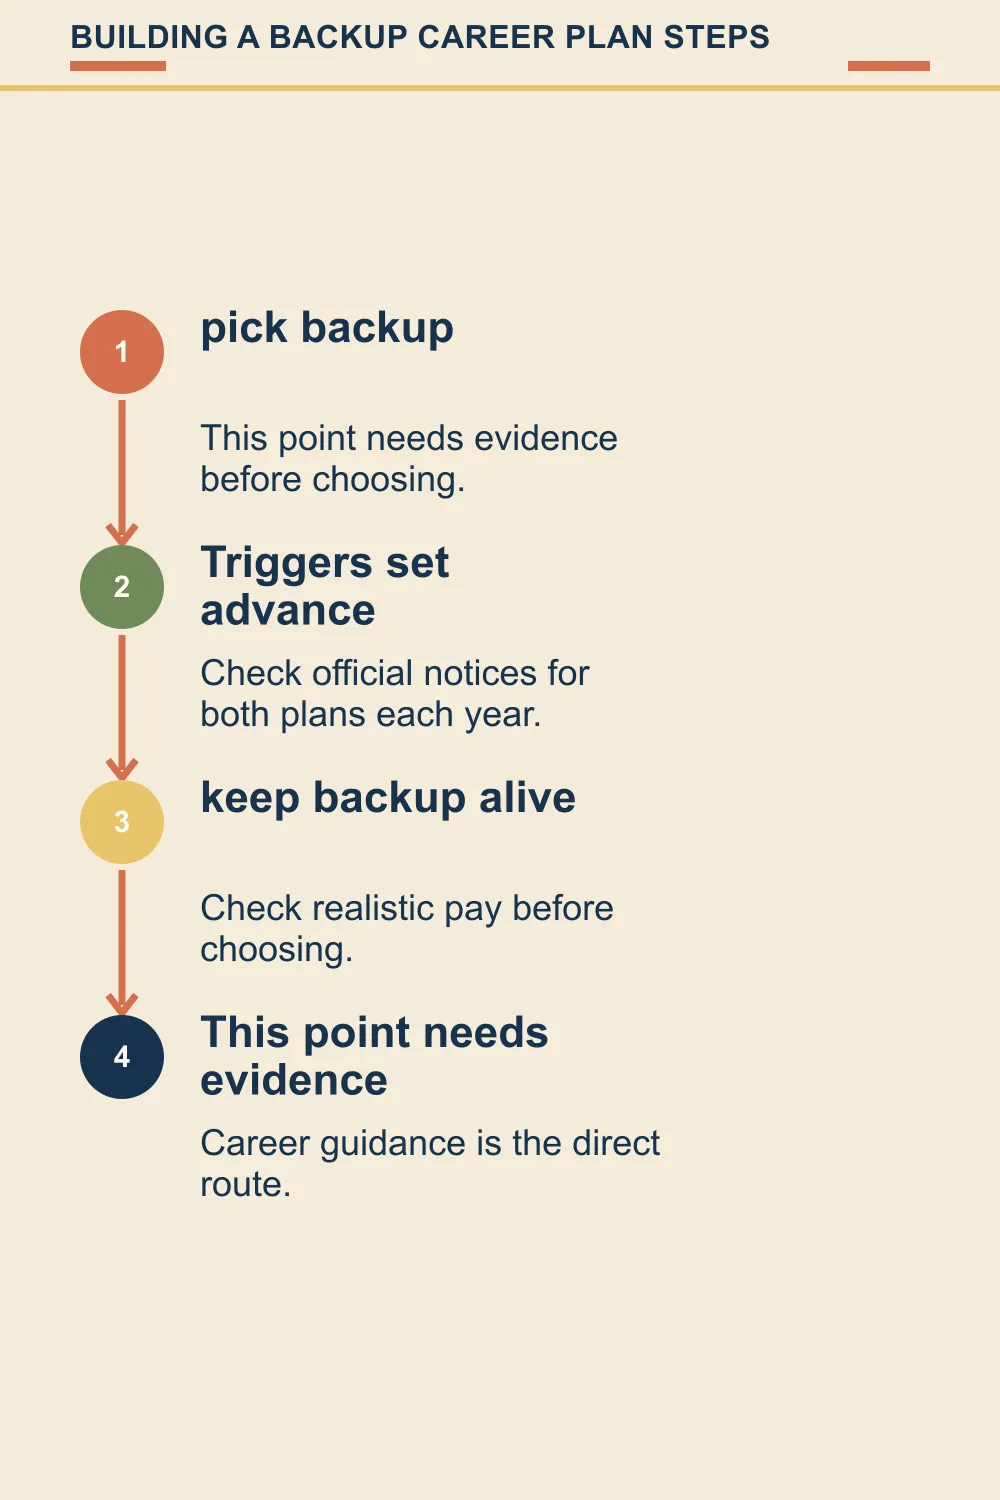 BUILDING A BACKUP CAREER PLAN STEPS
1
pick backup
This point needs evidence
before choosing.
2
Triggers set
advance
Check official notices for
both plans each year.
3
keep backup alive
Check realistic pay before
choosing.
4
This point needs
evidence
Career guidance is the direct
route.